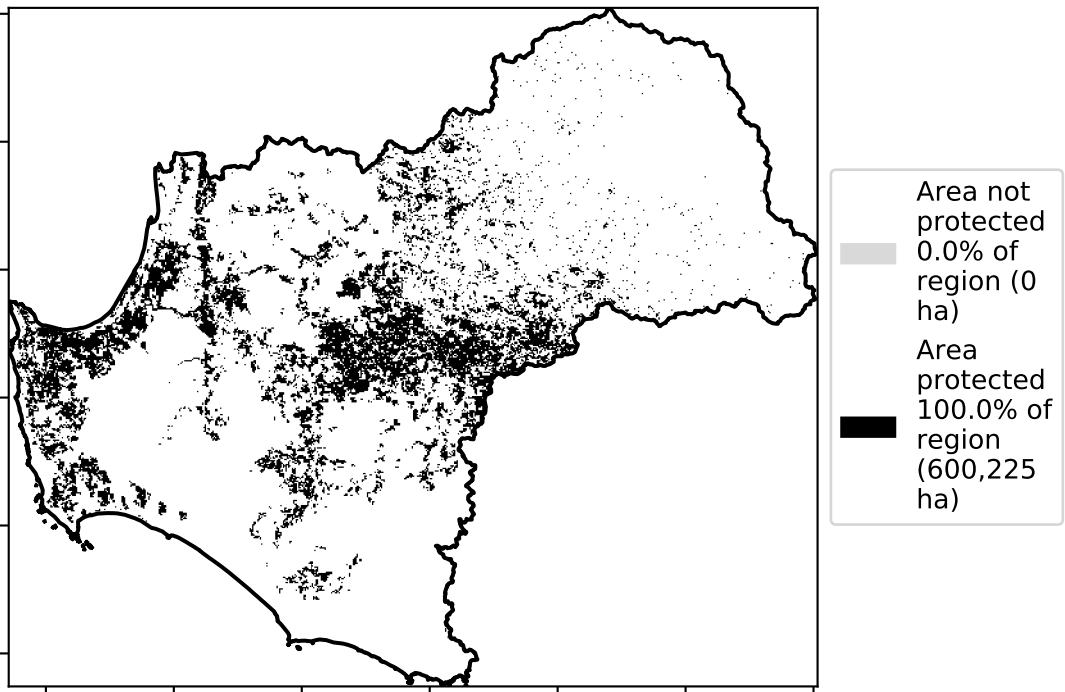 Area not
protected
0.0% of
region (0
ha)
Area
protected
100.0% of
region
(600,225
ha)